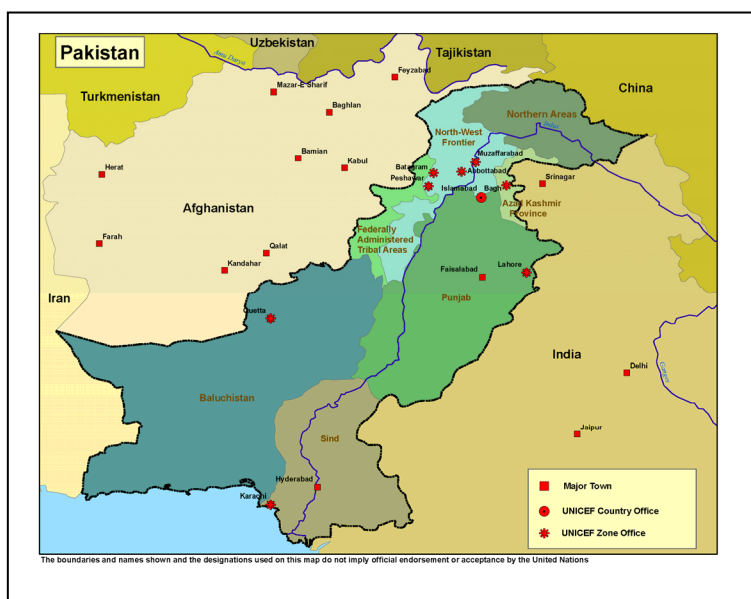 Pakistan
Uzbekistan
Tajikistan
Amu Darya
Feyzabad
Mazar-E Sharif
China
Turkmenistan
Baghlan
Northern Areas
Indus
North-West
Frontier
Muzaffarabad
Bamian
Kabul
Batagram
Abbottabad
Herat
Peshawar
Srinagar
Islamabad
Bagh
Afghanistan
Azad Kashmir
Province
Federally
Administered
Tribal Areas
Farah
Qalat
Kandahar
Faisalabad
Lahore
Iran
Punjab
Quetta
India
Delhi
Ganges
Baluchistan
Jaipur
Sind
Hyderabad
Karachi
Major Town
UNICEF Country Office
UNICEF Zone Office
The boundaries and names shown and the designations used on this map do not imply official endorsement or acceptance by the United Nations